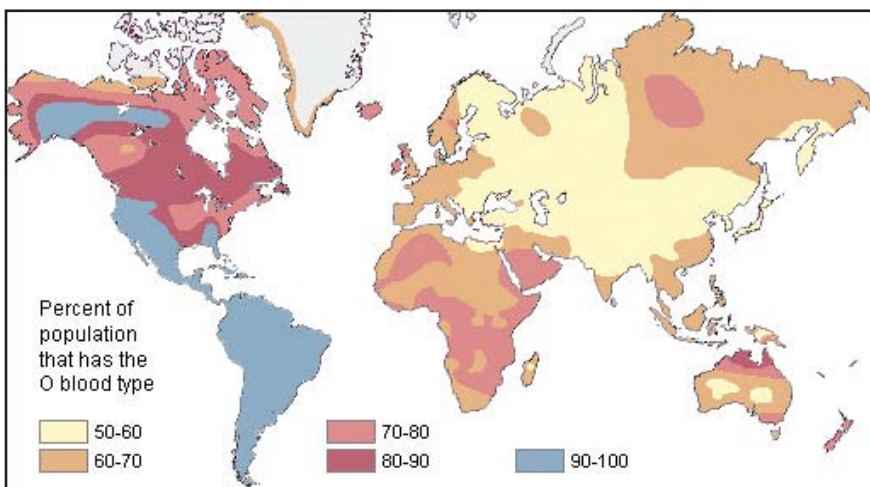 Percent of
population
that has the
O blood type
50-60
60-70
70-80
80-90
90-100